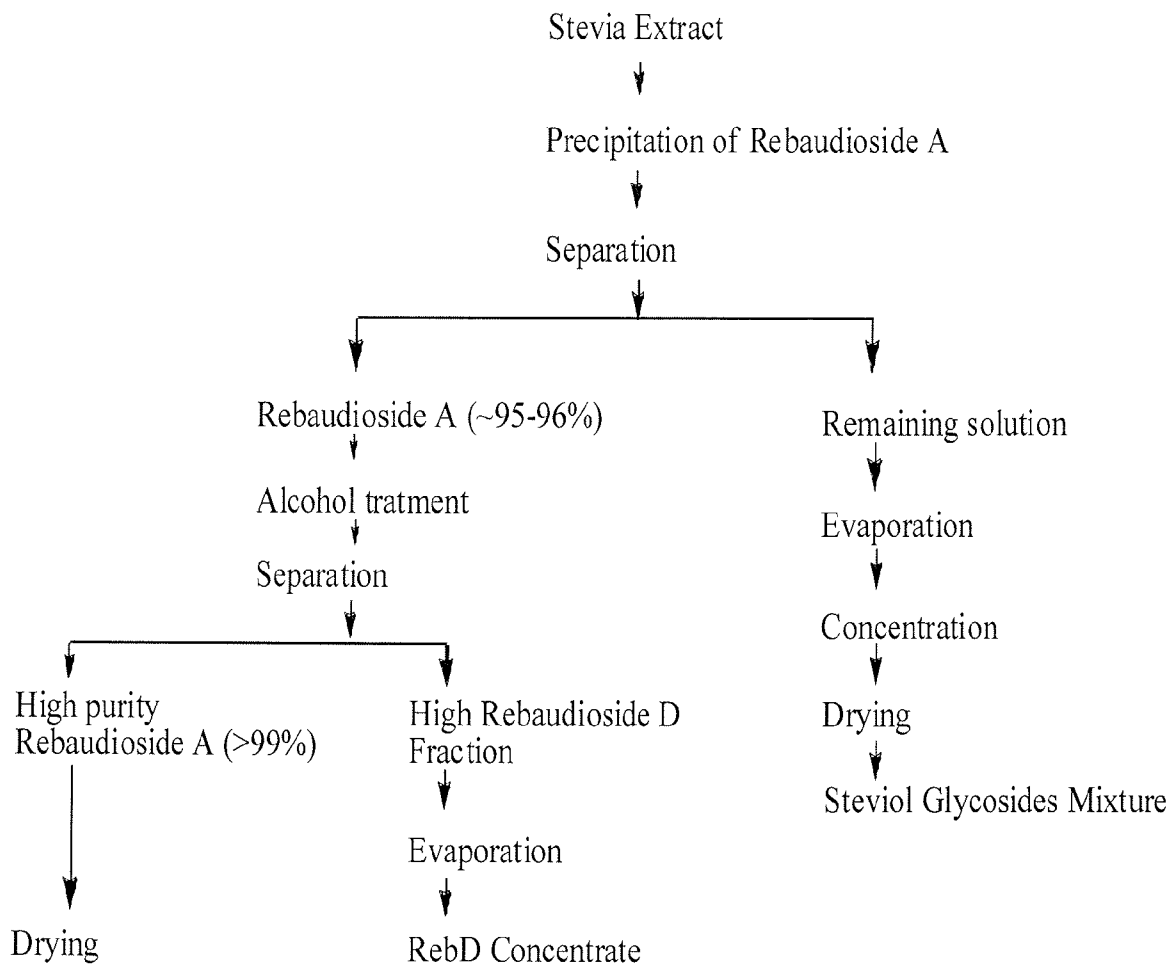 Stevia Extract
Precipitation of Rebaudioside A
Separation
Rebaudioside A (~95-96%)
Remaining solution
Alcohol tratment
Evaporation
Separation
Concentration
High purity
Rebaudioside A (>99%)
High Rebaudioside D
Fraction
Drying
Steviol Glycosides Mixture
Evaporation
Drying
RebD Concentrate